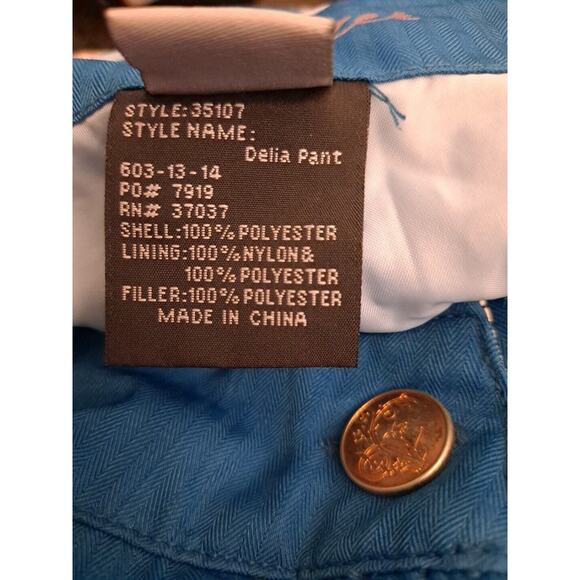 STYLE:35107
STYLE NAME:
Delia Pant
603-13-14
PO# 7919
RN# 37037
SHELL:100%POLYESTER
LINING:100%NYLON&
100%POLYESTER
FILLER:100%POLYESTER
MADE IN CHINA